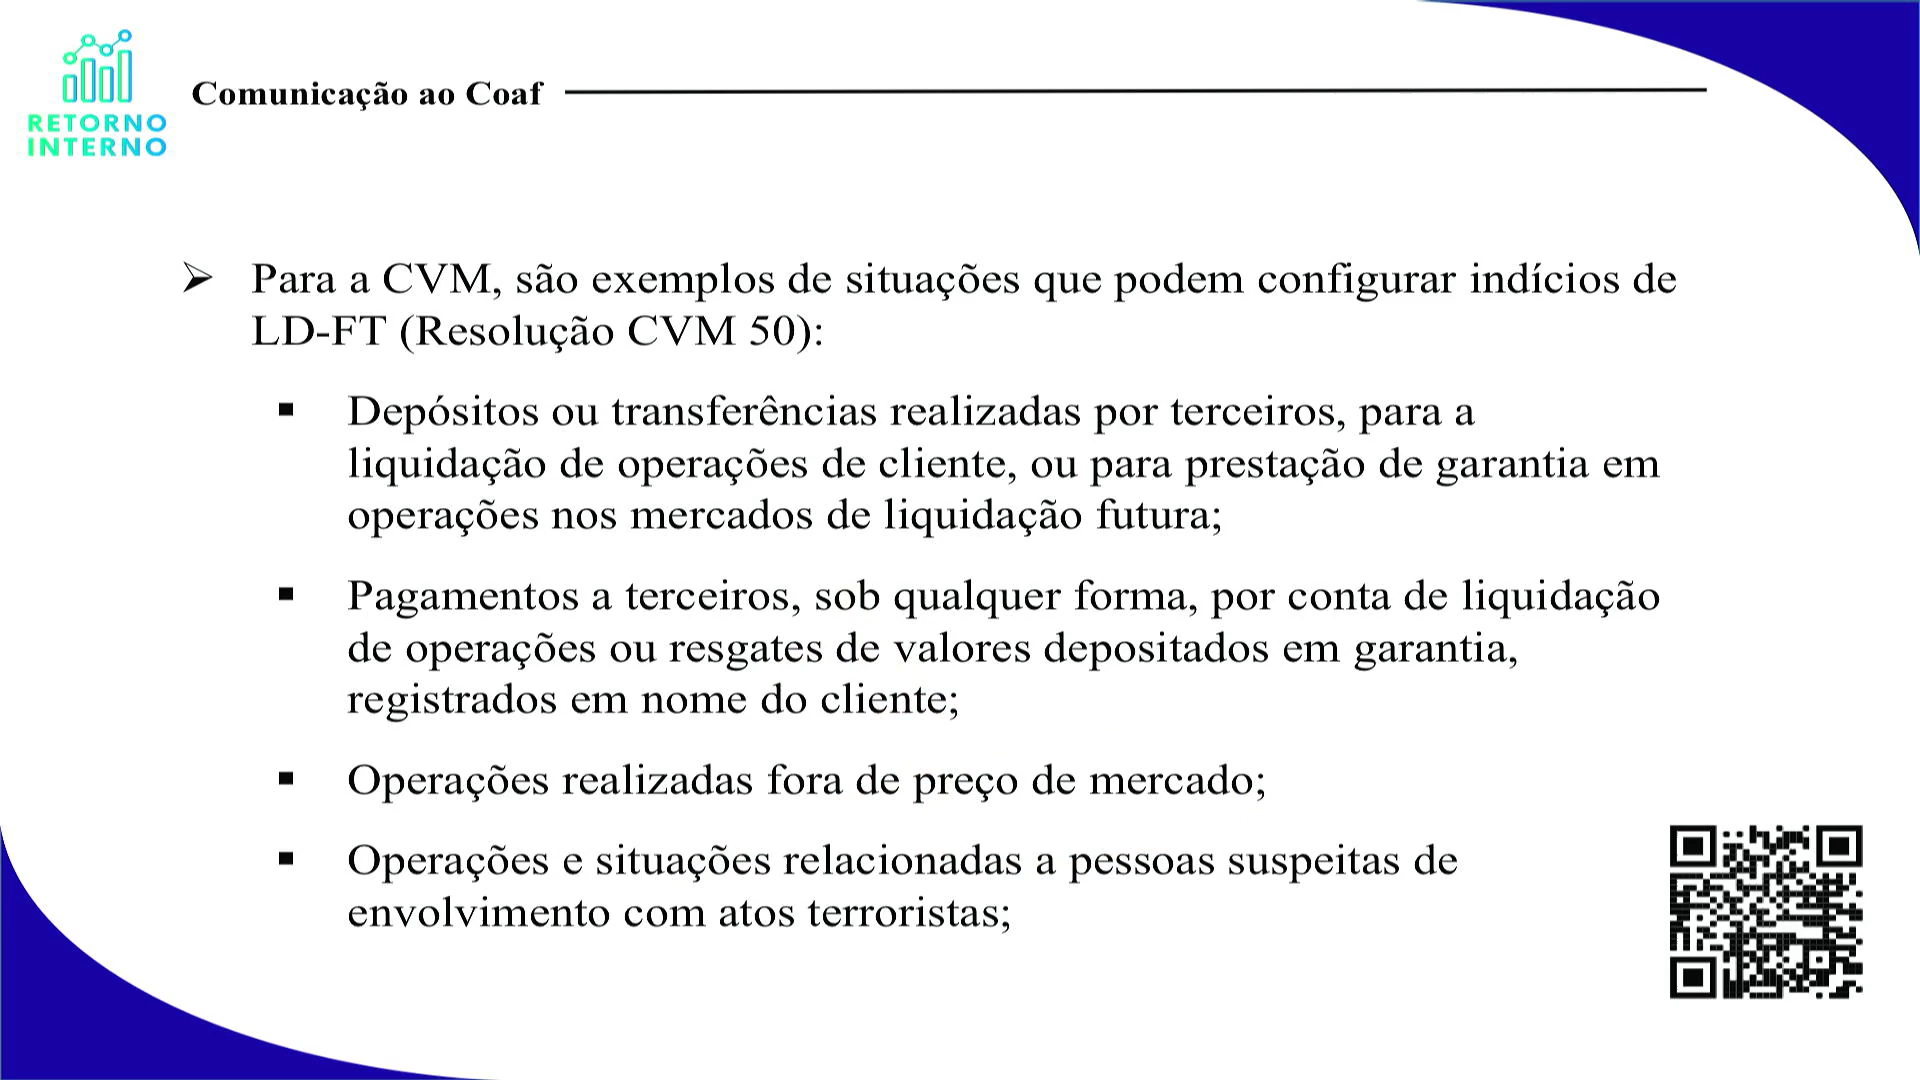 RETORNO
INTERNO
Comunicação ao Coaf
➢ Para a CVM, são exemplos de situações que podem configurar indícios de
LD-FT (Resolução CVM 50):
▪ Depósitos ou transferências realizadas por terceiros, para a
liquidação de operações de cliente, ou para prestação de garantia em
operações nos mercados de liquidação futura;
▪ Pagamentos a terceiros, sob qualquer forma, por conta de liquidação
de operações ou resgates de valores depositados em garantia,
registrados em nome do cliente;
▪ Operações realizadas fora de preço de mercado;
▪ Operações e situações relacionadas a pessoas suspeitas de
envolvimento com atos terroristas;